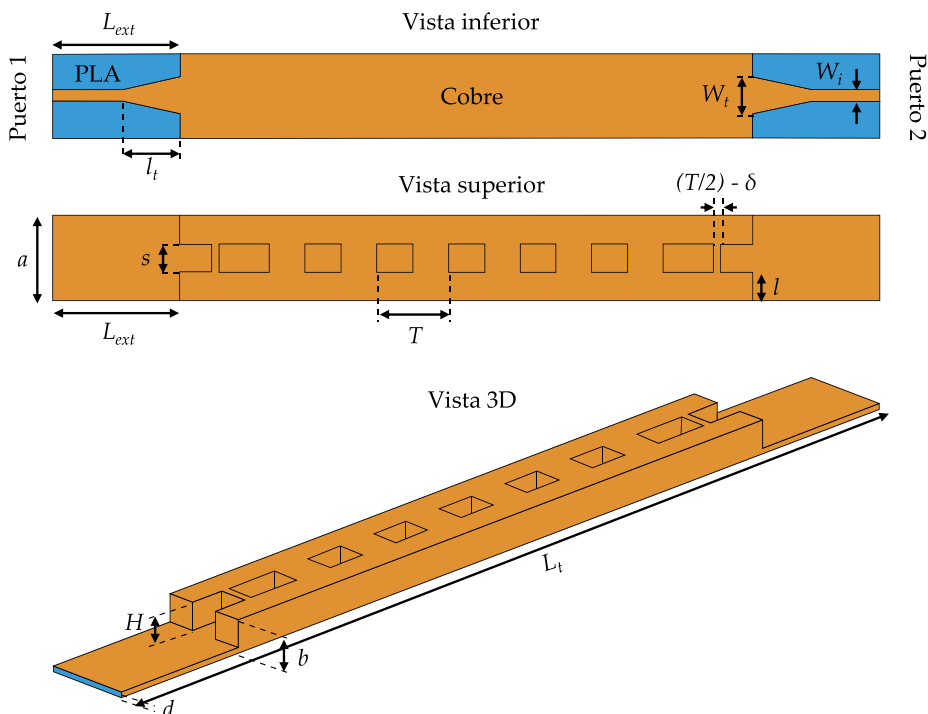 Vista inferior
L_ext
Puerto 1
PLA
Cobre
W_t
W_i
Puerto 2
l_t
Vista superior
(T/2) - δ
a
s
l
L_ext
T
Vista 3D
H
b
L_t
d